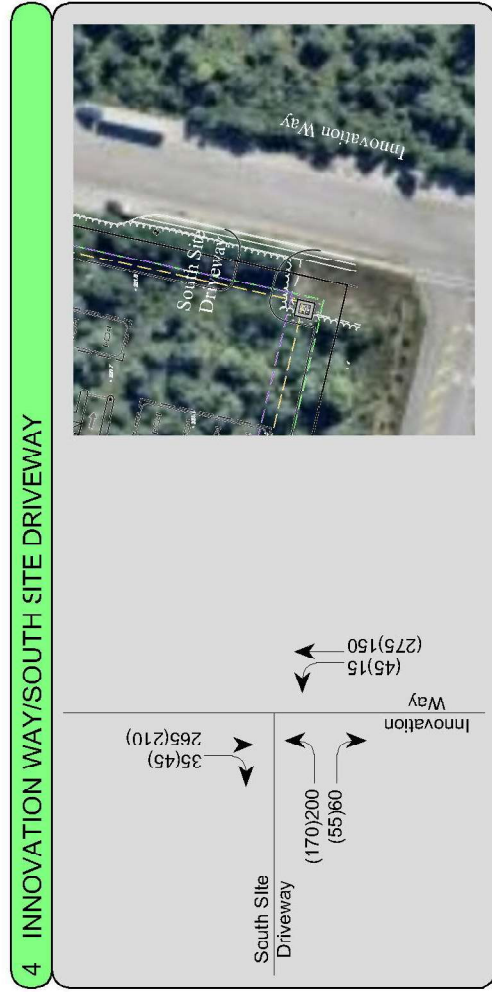 4 INNOVATION WAY/SOUTH SITE DRIVEWAY
South Site
Driveway
35(45)
265(210)
(170)200
(55)60
Innovation
Way
(45)15
(275)150
South Site
Driveway
Innovation Way